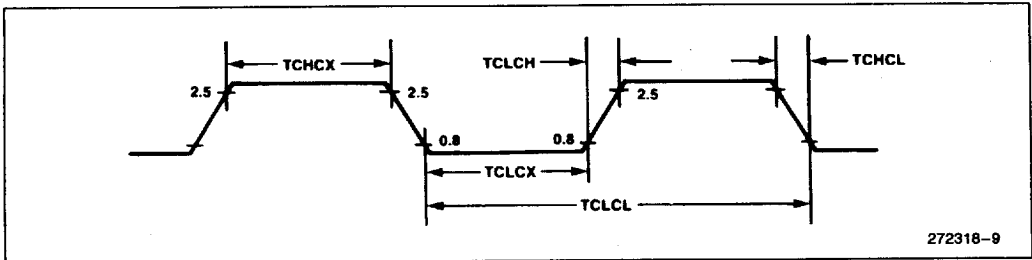 TCHCX
TCLCH
TCHCL
2.5
2.5
2.5
0.8
0.8
TCLCX
TCLCL
272318–9